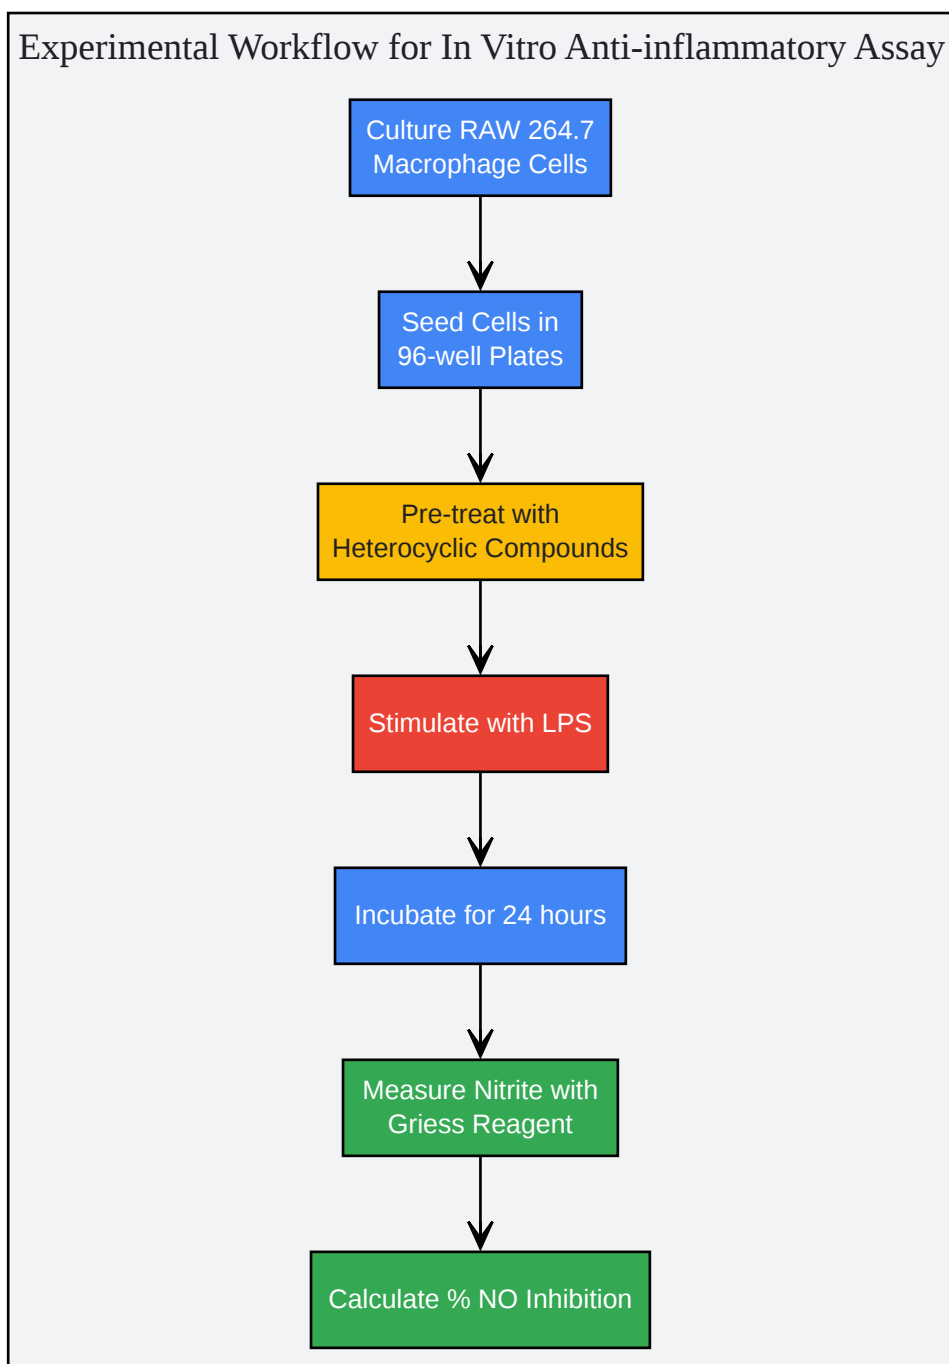 Experimental Workflow for In Vitro Anti-inflammatory Assay
Culture RAW 264.7
Macrophage Cells
Seed Cells in
96-well Plates
Pre-treat with
Heterocyclic Compounds
Stimulate with LPS
Incubate for 24 hours
Measure Nitrite with
Griess Reagent
Calculate % NO Inhibition